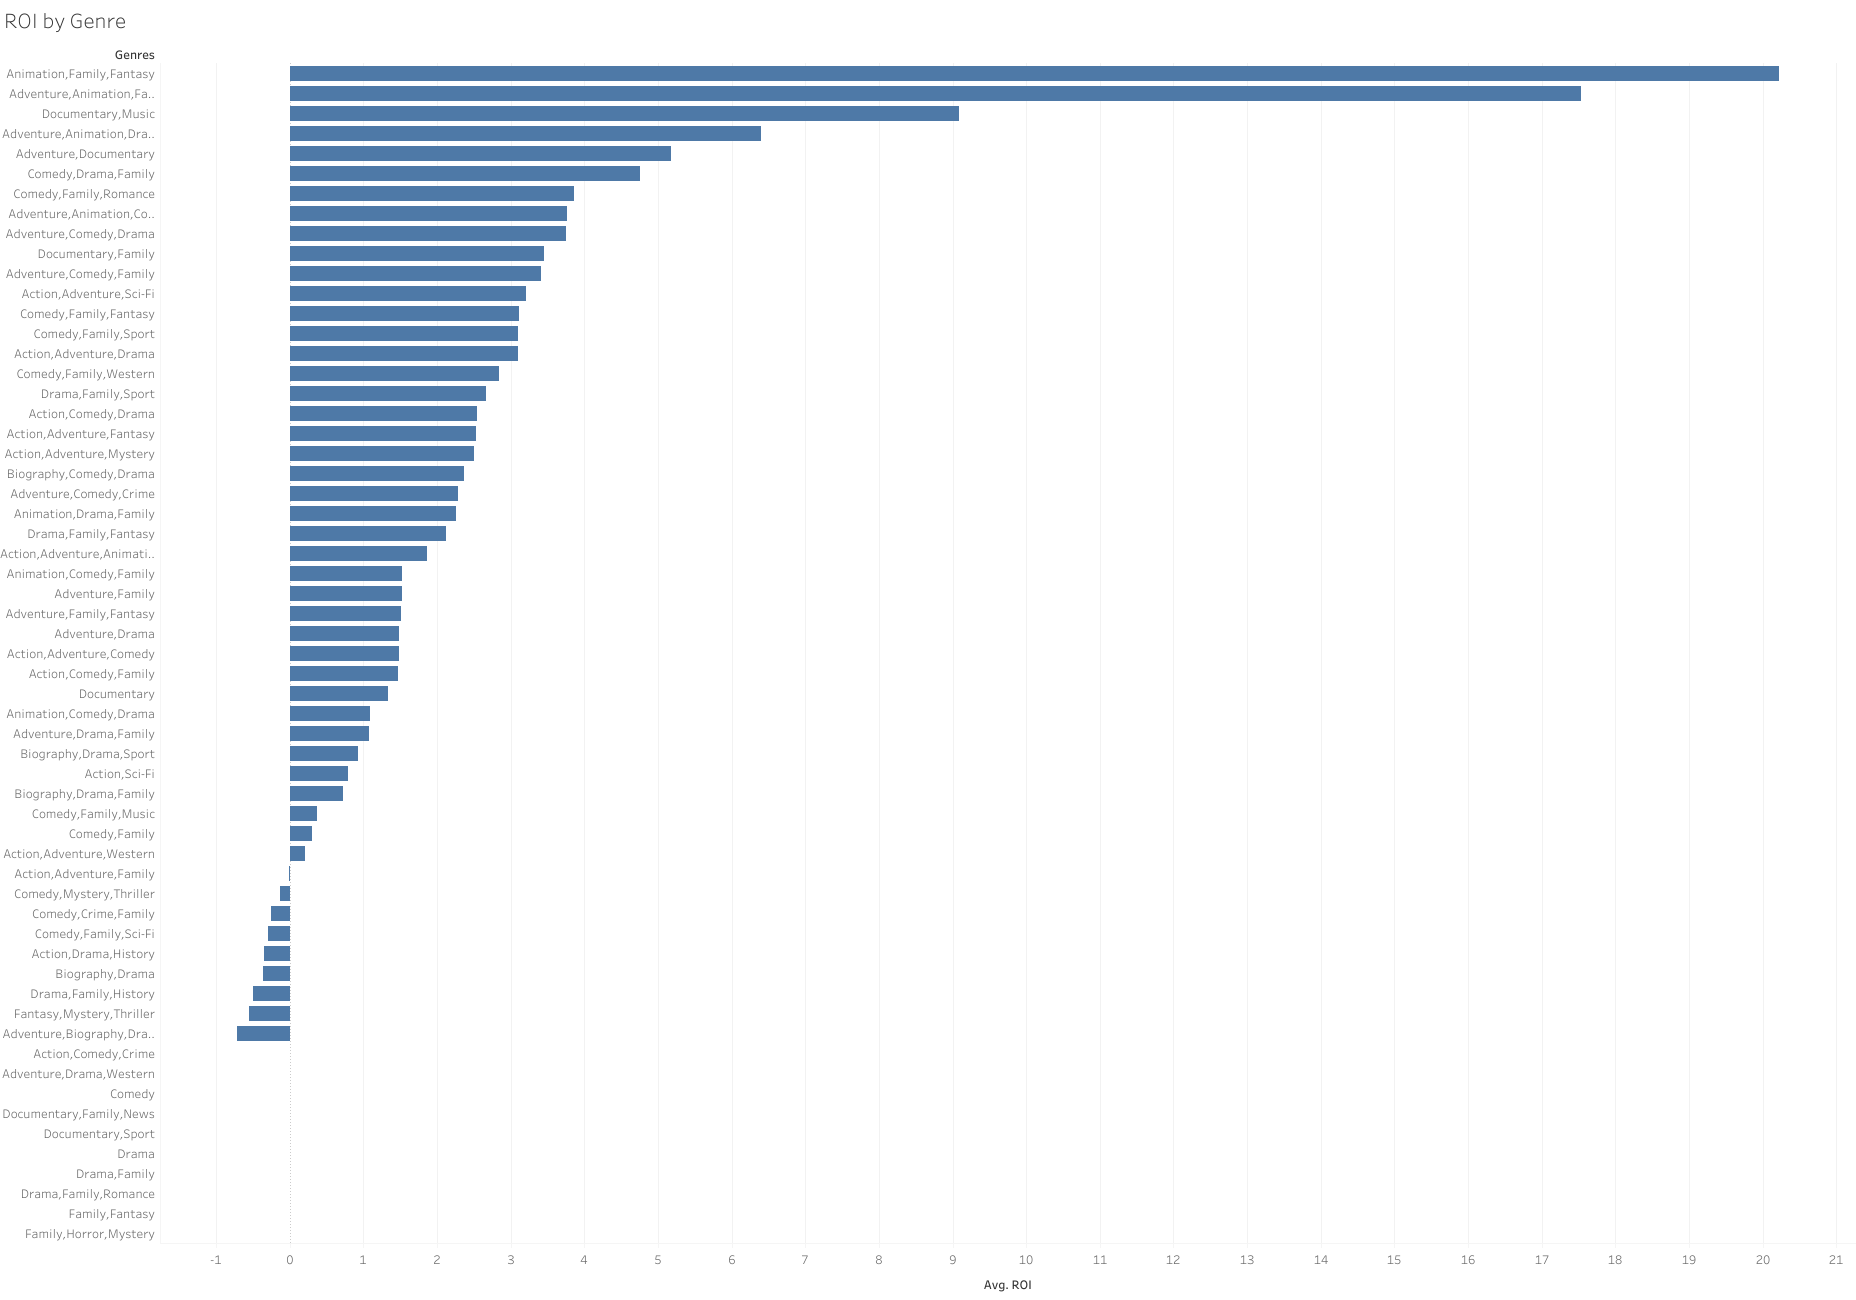 ROI by Genre
Genres
Animation,Family,Fantasy
Adventure,Animation,Fa..
Documentary,Music
Adventure,Animation,Dra..
Adventure,Documentary
Comedy,Drama,Family
Comedy,Family,Romance
Adventure,Animation,Co..
Adventure,Comedy,Drama
Documentary,Family
Adventure,Comedy,Family
Action,Adventure,Sci-Fi
Comedy,Family,Fantasy
Comedy,Family,Sport
Action,Adventure,Drama
Comedy,Family,Western
Drama,Family,Sport
Action,Comedy,Drama
Action,Adventure,Fantasy
Action,Adventure,Mystery
Biography,Comedy,Drama
Adventure,Comedy,Crime
Animation,Drama,Family
Drama,Family,Fantasy
Action,Adventure,Animati..
Animation,Comedy,Family
Adventure,Family
Adventure,Family,Fantasy
Adventure,Drama
Action,Adventure,Comedy
Action,Comedy,Family
Documentary
Animation,Comedy,Drama
Adventure,Drama,Family
Biography,Drama,Sport
Action,Sci-Fi
Biography,Drama,Family
Comedy,Family,Music
Comedy,Family
Action,Adventure,Western
Action,Adventure,Family
Comedy,Mystery,Thriller
Comedy,Crime,Family
Comedy,Family,Sci-Fi
Action,Drama,History
Biography,Drama
Drama,Family,History
Fantasy,Mystery,Thriller
Adventure,Biography,Dra..
Action,Comedy,Crime
Adventure,Drama,Western
Comedy
Documentary,Family,News
Documentary,Sport
Drama
Drama,Family
Drama,Family,Romance
Family,Fantasy
Family,Horror,Mystery
-1 0 1 2 3 4 5 6 7 8 9 10 11 12 13 14 15 16 17 18 19 20 21
Avg. ROI